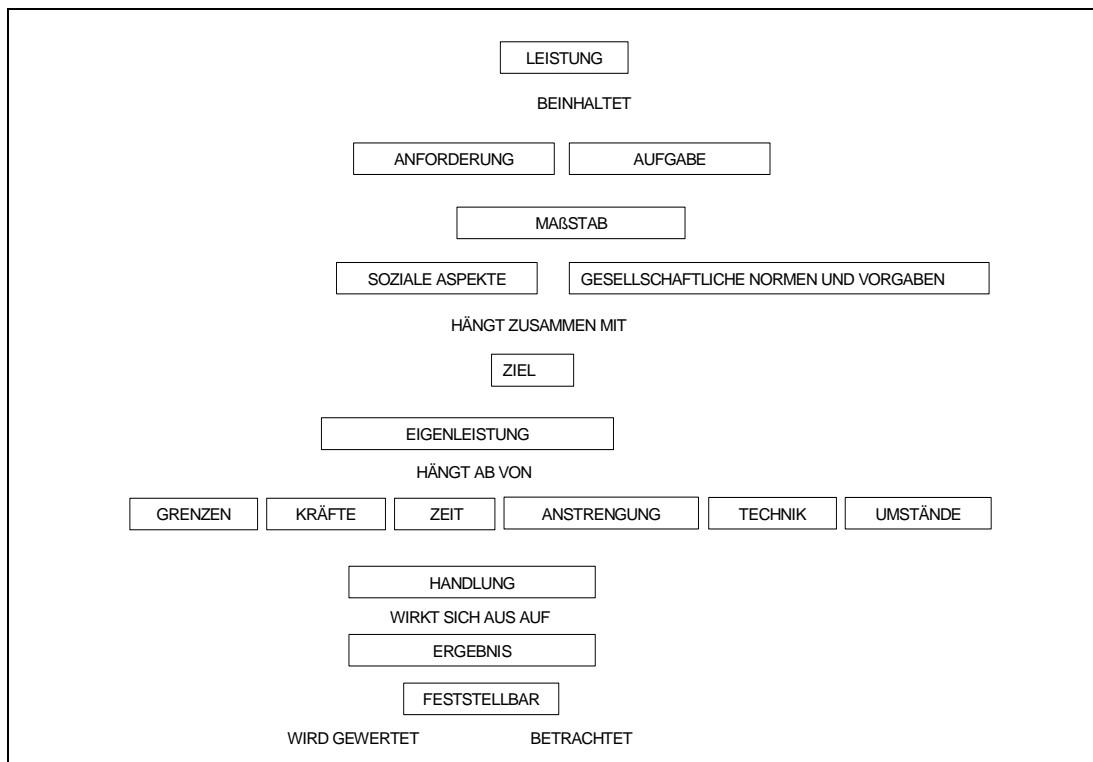 LEISTUNG
BEINHALTET
ANFORDERUNG AUFGABE
MAßSTAB
SOZIALE ASPEKTE GESELLSCHAFTLICHE NORMEN UND VORGABEN
HÄNGT ZUSAMMEN MIT
ZIEL
EIGENLEISTUNG
HÄNGT AB VON
GRENZEN KRÄFTE ZEIT ANSTRENGUNG TECHNIK UMSTÄNDE
HANDLUNG
WIRKT SICH AUS AUF
ERGEBNIS
FESTSTELLBAR
WIRD GEWERTET BETRACHTET